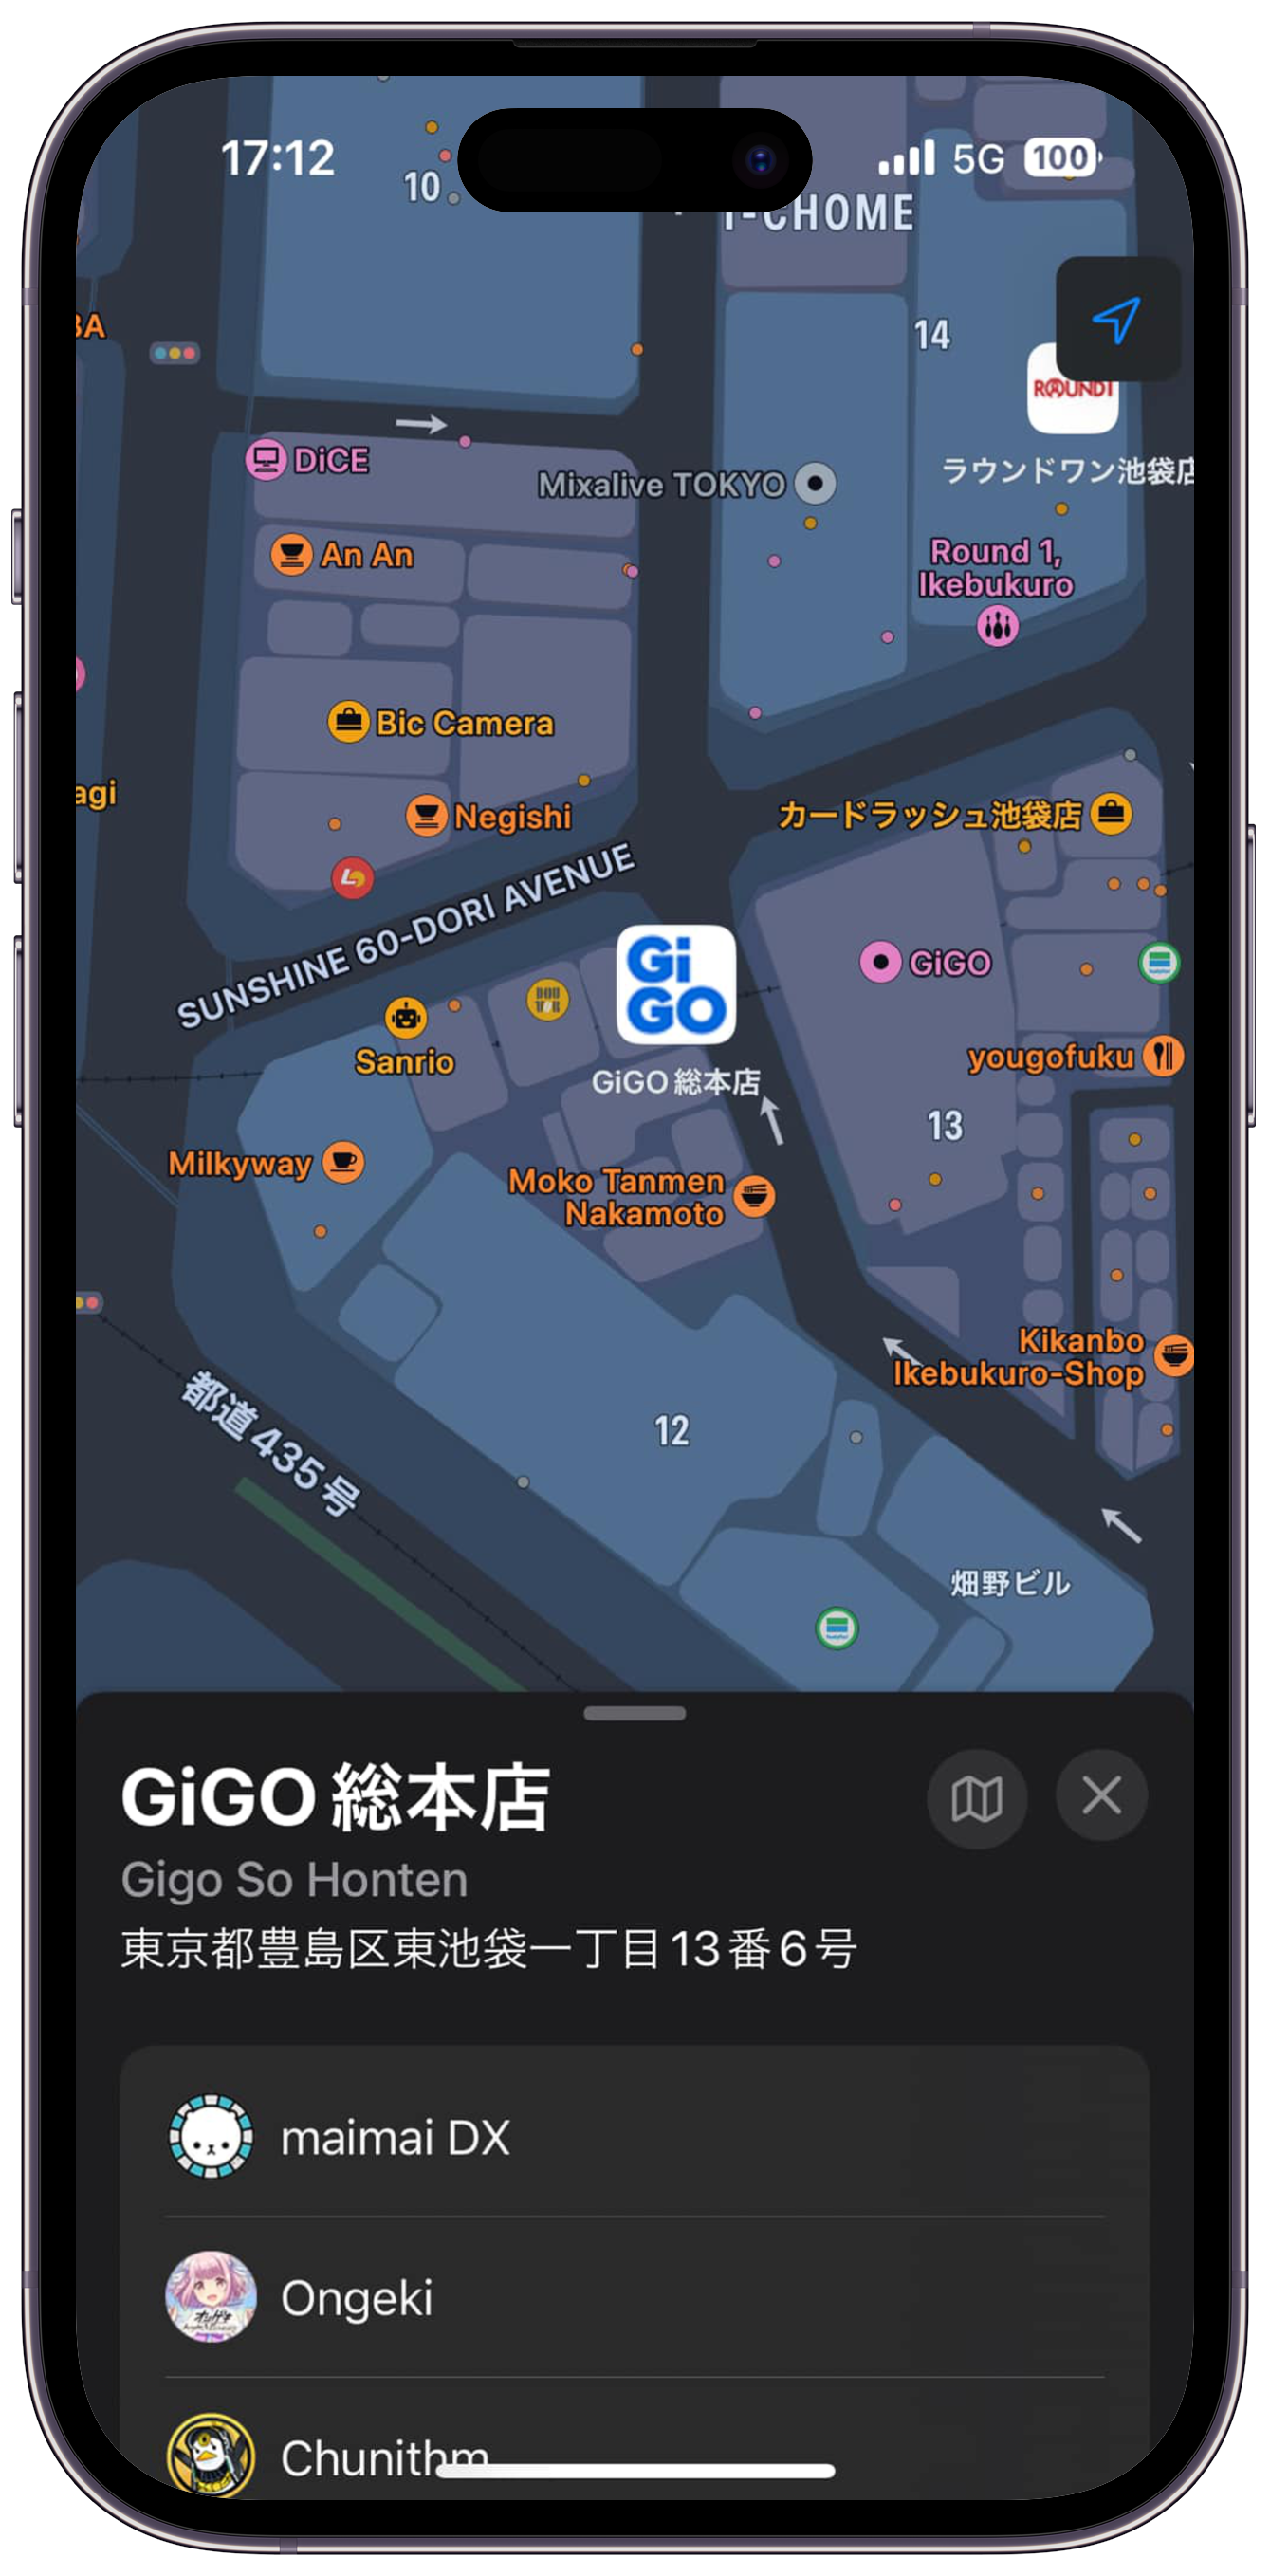 17:12
5G
100
10
1-CHOME
BA
14
ROUND1
ラウンドワン池袋店
DiCE
Mixalive TOKYO
An An
Round 1,
Ikebukuro
Bic Camera
agi
Negishi
カードラッシュ池袋店
SUNSHINE 60-DORI AVENUE
Gi
GO
GiGO
Sanrio
GiGO 総本店
yougofuku
13
Milkyway
Moko Tanmen
Nakamoto
Kikanbo
Ikebukuro-Shop
都道435号
12
畑野ビル
GiGO 総本店
Gigo So Honten
東京都豊島区東池袋一丁目13番6号
maimai DX
Ongeki
Chunithm